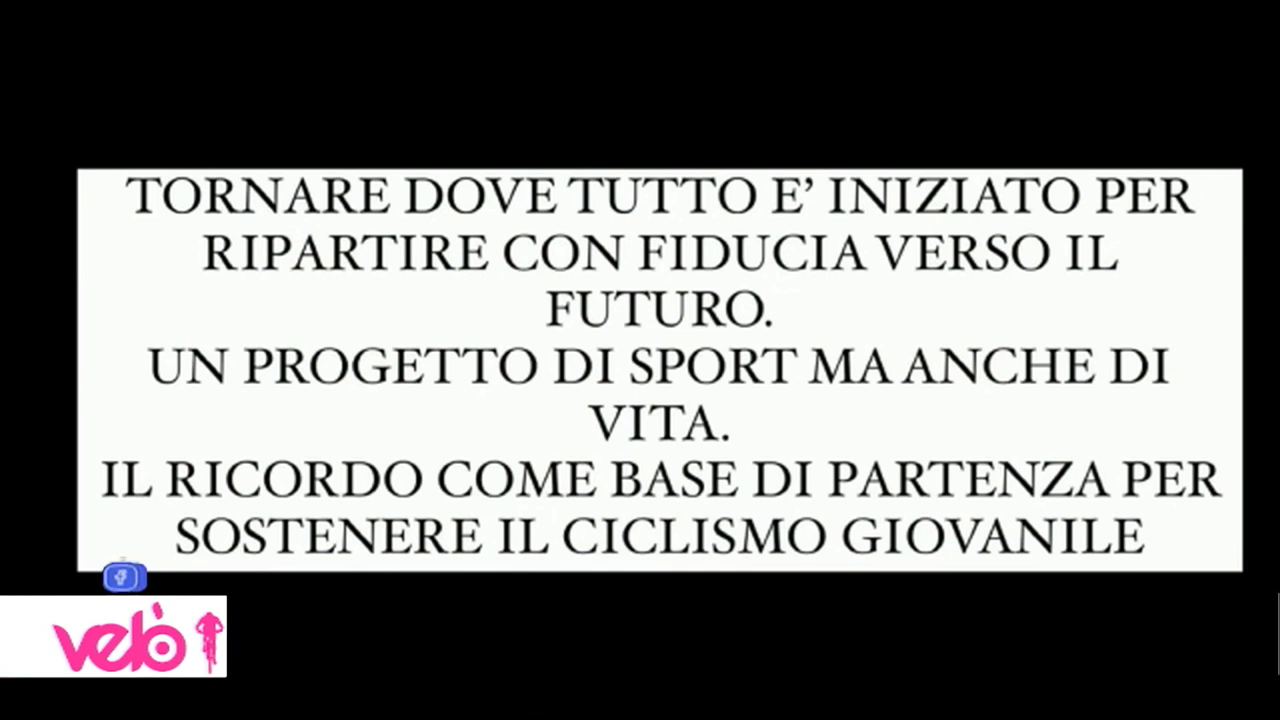 TORNARE DOVE TUTTO E’ INIZIATO PER
RIPARTIRE CON FIDUCIA VERSO IL
FUTURO.
UN PROGETTO DI SPORT MA ANCHE DI
VITA.
IL RICORDO COME BASE DI PARTENZA PER
SOSTENERE IL CICLISMO GIOVANILE
velò